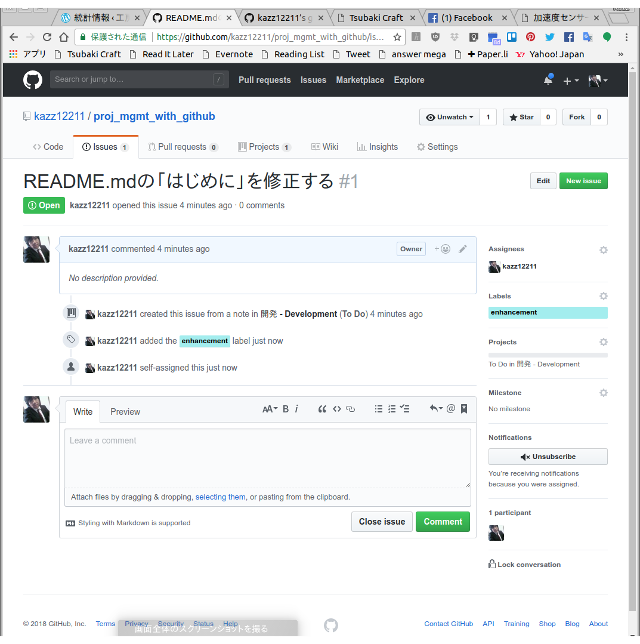 統計情報 ‹ エ
README.md
kazz12211's g
Tsubaki Craft
(1) Facebook
加速度センサ
保護された通信 | https://github.com/kazz12211/proj_mgmt_with_github/is...
アプリ Tsubaki Craft Read It Later Evernote Reading List Tweet answer mega + Paper.li Yahoo! Japan »
Search or jump to... / Pull requests Issues Marketplace Explore
kazz12211 / proj_mgmt_with_github Unwatch 1 Star 0 Fork 0
Code Issues 1 Pull requests 0 Projects 1 Wiki Insights Settings
README.mdの「はじめに」を修正する #1 Edit New issue
Open kazz12211 opened this issue 4 minutes ago · 0 comments
kazz12211 commented 4 minutes ago Owner
No description provided.
kazz12211 created this issue from a note in 開発 - Development (To Do) 4 minutes ago
kazz12211 added the enhancement label just now
kazz12211 self-assigned this just now
Write Preview AA B i “ <> @
Leave a comment
Attach files by dragging & dropping, selecting them, or pasting from the clipboard.
Styling with Markdown is supported Close issue Comment
Assignees
kazz12211
Labels
enhancement
Projects
To Do in 開発 - Development
Milestone
No milestone
Notifications
Unsubscribe
You're receiving notifications
because you were assigned.
1 participant
Lock conversation
© 2018 GitHub, Inc. Terms Privacy Security Status Help Contact GitHub API Training Shop Blog About
画面全体のスクリーンショットを撮る